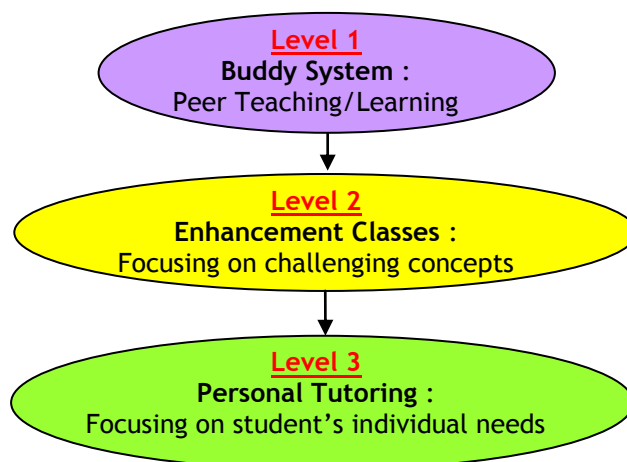 Level 1
Buddy System :
Peer Teaching/Learning
Level 2
Enhancement Classes :
Focusing on challenging concepts
Level 3
Personal Tutoring :
Focusing on student’s individual needs